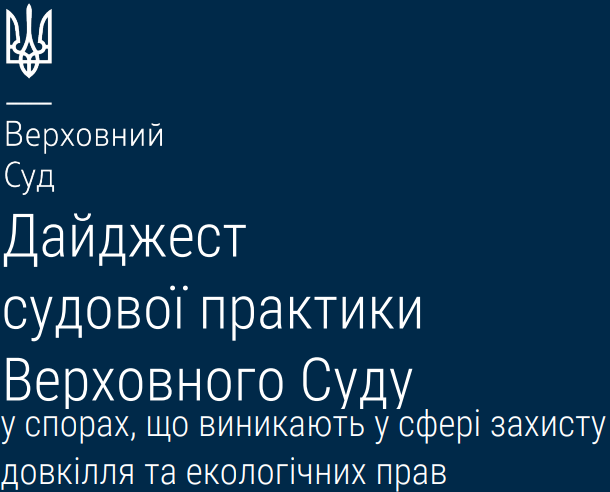 Верховний
Суд
Дайджест
судової практики
Верховного Суду
у спорах, що виникають у сфері захисту
довкілля та екологічних прав